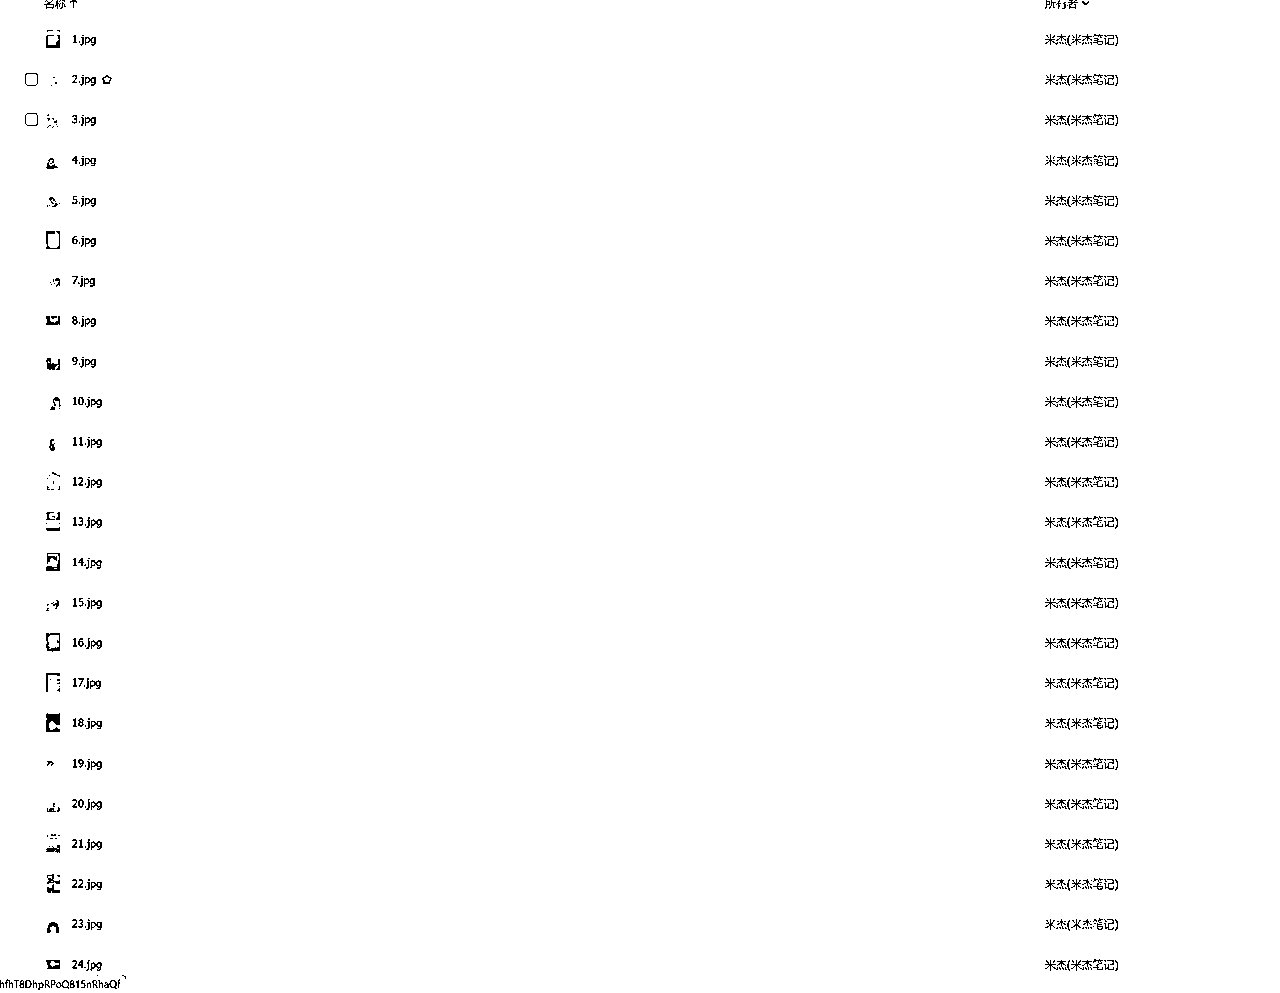 名称 ↑ 所有者
1.jpg 米杰(米杰笔记)
2.jpg 米杰(米杰笔记)
3.jpg 米杰(米杰笔记)
4.jpg 米杰(米杰笔记)
5.jpg 米杰(米杰笔记)
6.jpg 米杰(米杰笔记)
7.jpg 米杰(米杰笔记)
8.jpg 米杰(米杰笔记)
9.jpg 米杰(米杰笔记)
10.jpg 米杰(米杰笔记)
11.jpg 米杰(米杰笔记)
12.jpg 米杰(米杰笔记)
13.jpg 米杰(米杰笔记)
14.jpg 米杰(米杰笔记)
15.jpg 米杰(米杰笔记)
16.jpg 米杰(米杰笔记)
17.jpg 米杰(米杰笔记)
18.jpg 米杰(米杰笔记)
19.jpg 米杰(米杰笔记)
20.jpg 米杰(米杰笔记)
21.jpg 米杰(米杰笔记)
22.jpg 米杰(米杰笔记)
23.jpg 米杰(米杰笔记)
24.jpg 米杰(米杰笔记)
hfhT8DhpRPoQ815nRhaQf